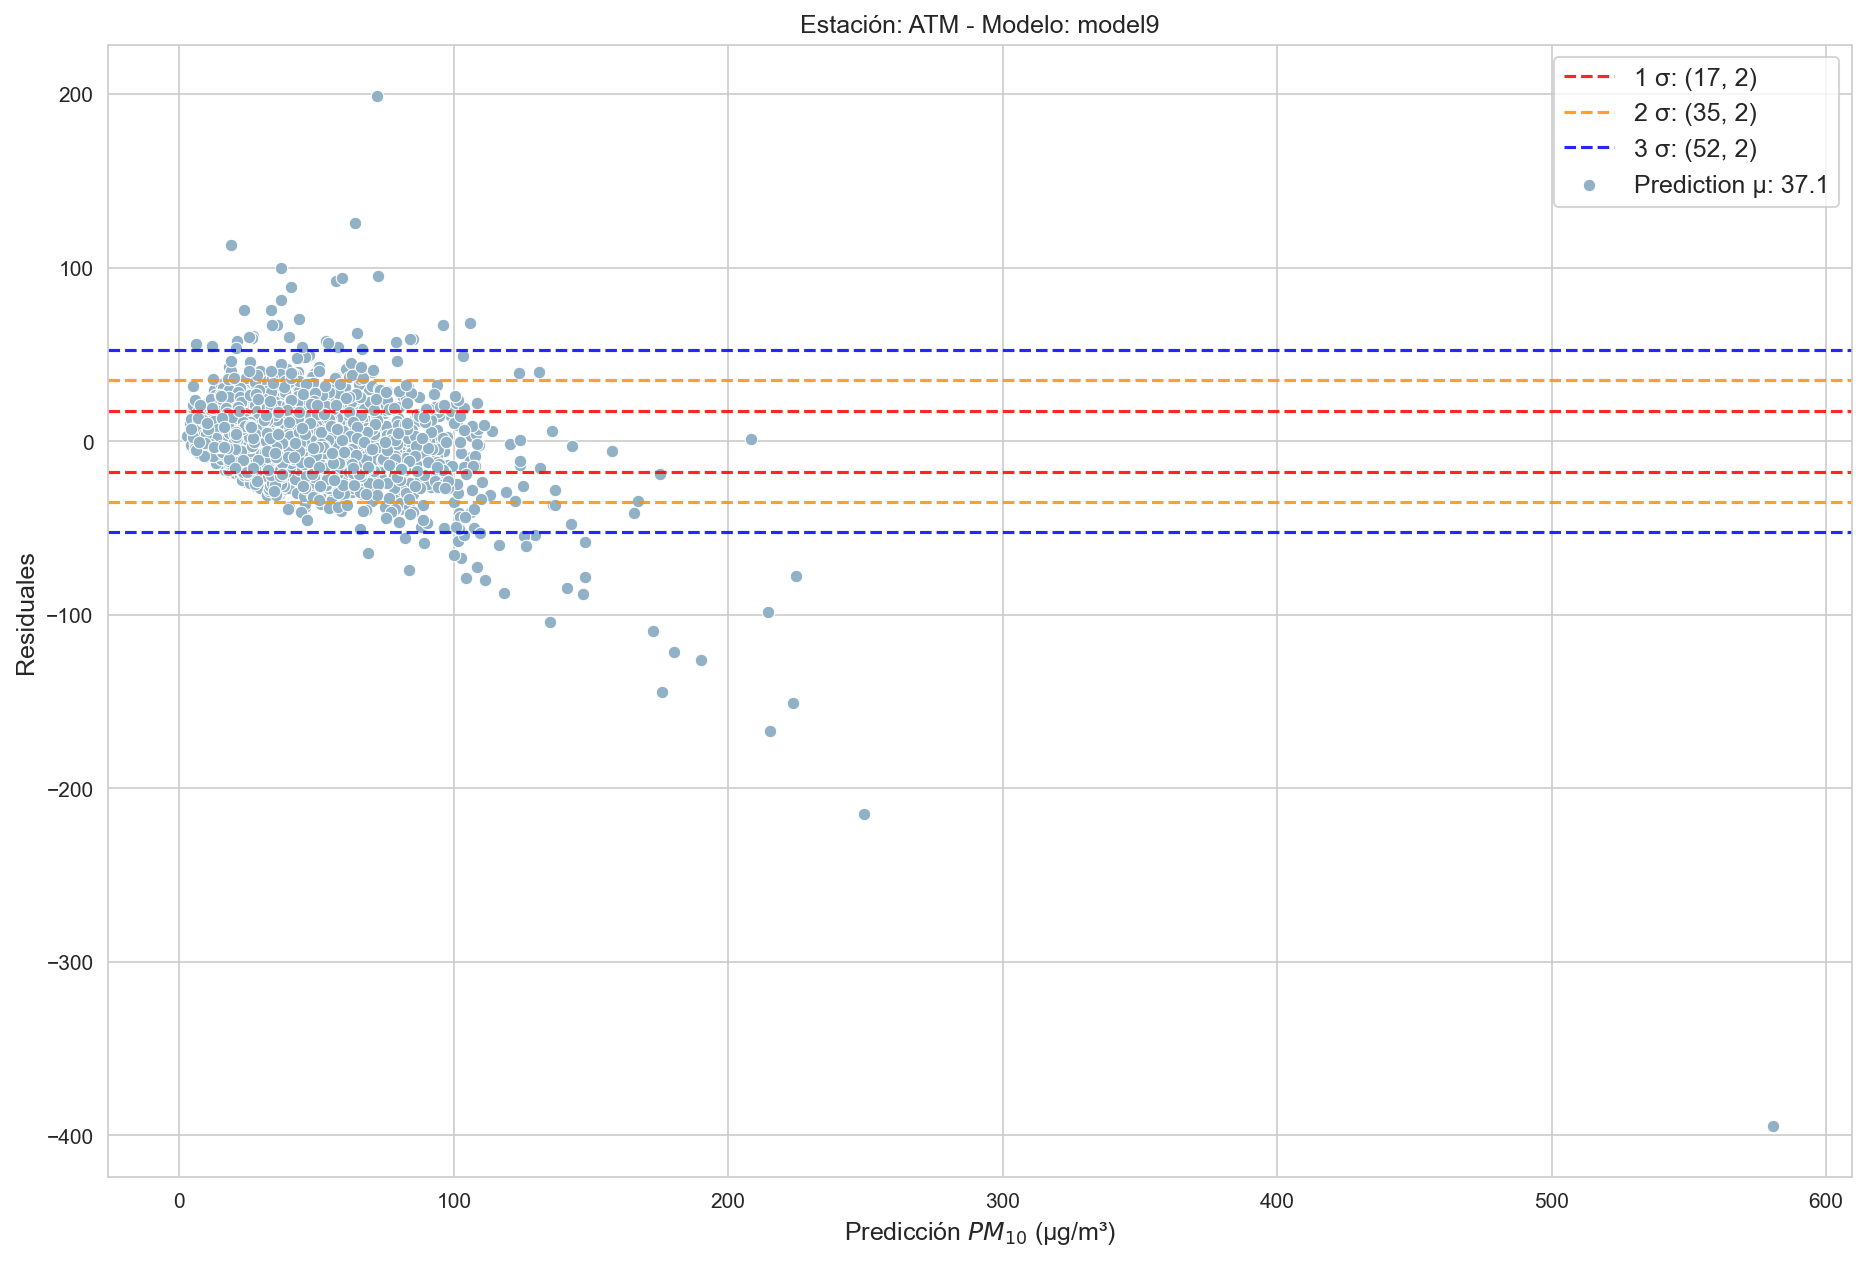 Estación: ATM - Modelo: model9
1 σ: (17, 2)
2 σ: (35, 2)
3 σ: (52, 2)
Prediction μ: 37.1
200
100
0
−100
−200
−300
−400
Residuales
0 100 200 300 400 500 600
Predicción PM₁₀ (μg/m³)